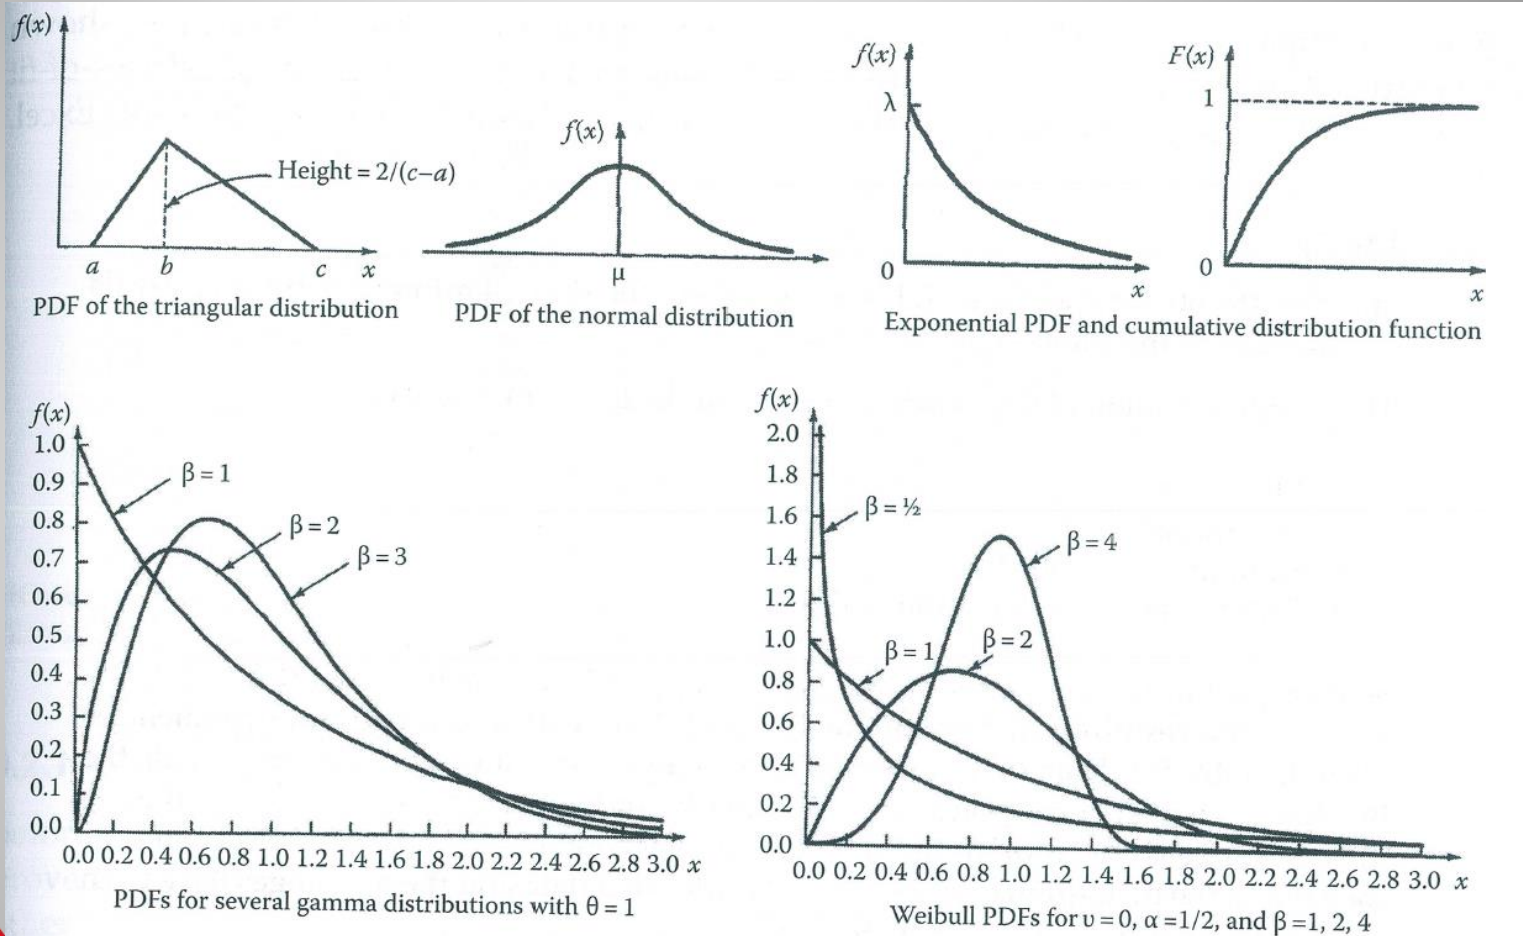 f(x)
Height = 2/(c–a)
a b c x
PDF of the triangular distribution
f(x)
μ
PDF of the normal distribution
f(x)
λ
0
x
F(x)
1
0
x
Exponential PDF and cumulative distribution function
f(x)
1.0
0.9
0.8
0.7
0.6
0.5
0.4
0.3
0.2
0.1
0.0
β = 1
β = 2
β = 3
0.0 0.2 0.4 0.6 0.8 1.0 1.2 1.4 1.6 1.8 2.0 2.2 2.4 2.6 2.8 3.0 x
PDFs for several gamma distributions with θ = 1
f(x)
2.0
1.8
1.6
1.4
1.2
1.0
0.8
0.6
0.4
0.2
0.0
β = ½
β = 4
β = 1
β = 2
0.0 0.2 0.4 0.6 0.8 1.0 1.2 1.4 1.6 1.8 2.0 2.2 2.4 2.6 2.8 3.0 x
Weibull PDFs for υ = 0, α =1/2, and β =1, 2, 4